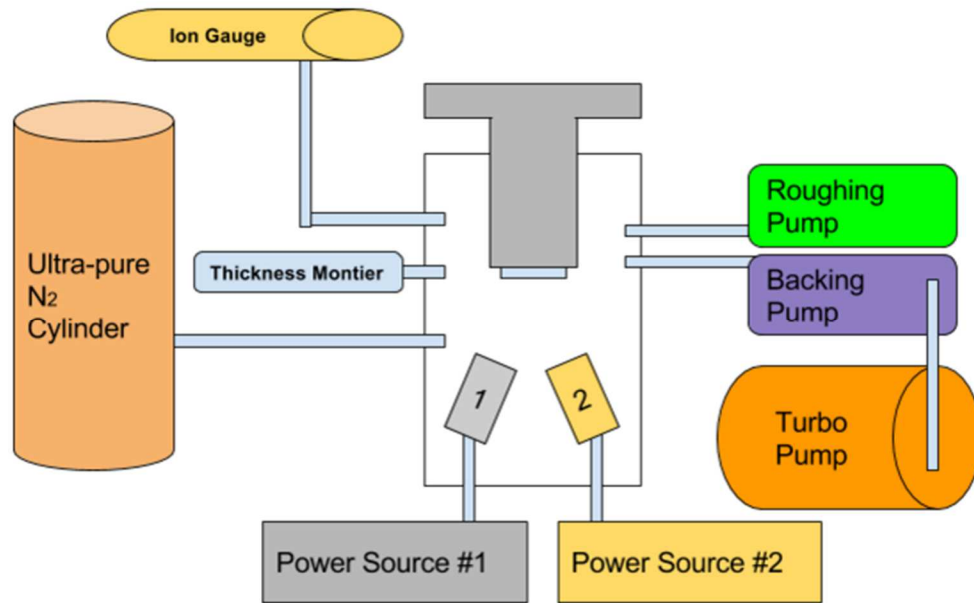 Ion Gauge
Ultra-pure
N2
Cylinder
Thickness Montier
Roughing
Pump
Backing
Pump
Turbo
Pump
1
2
Power Source #1
Power Source #2